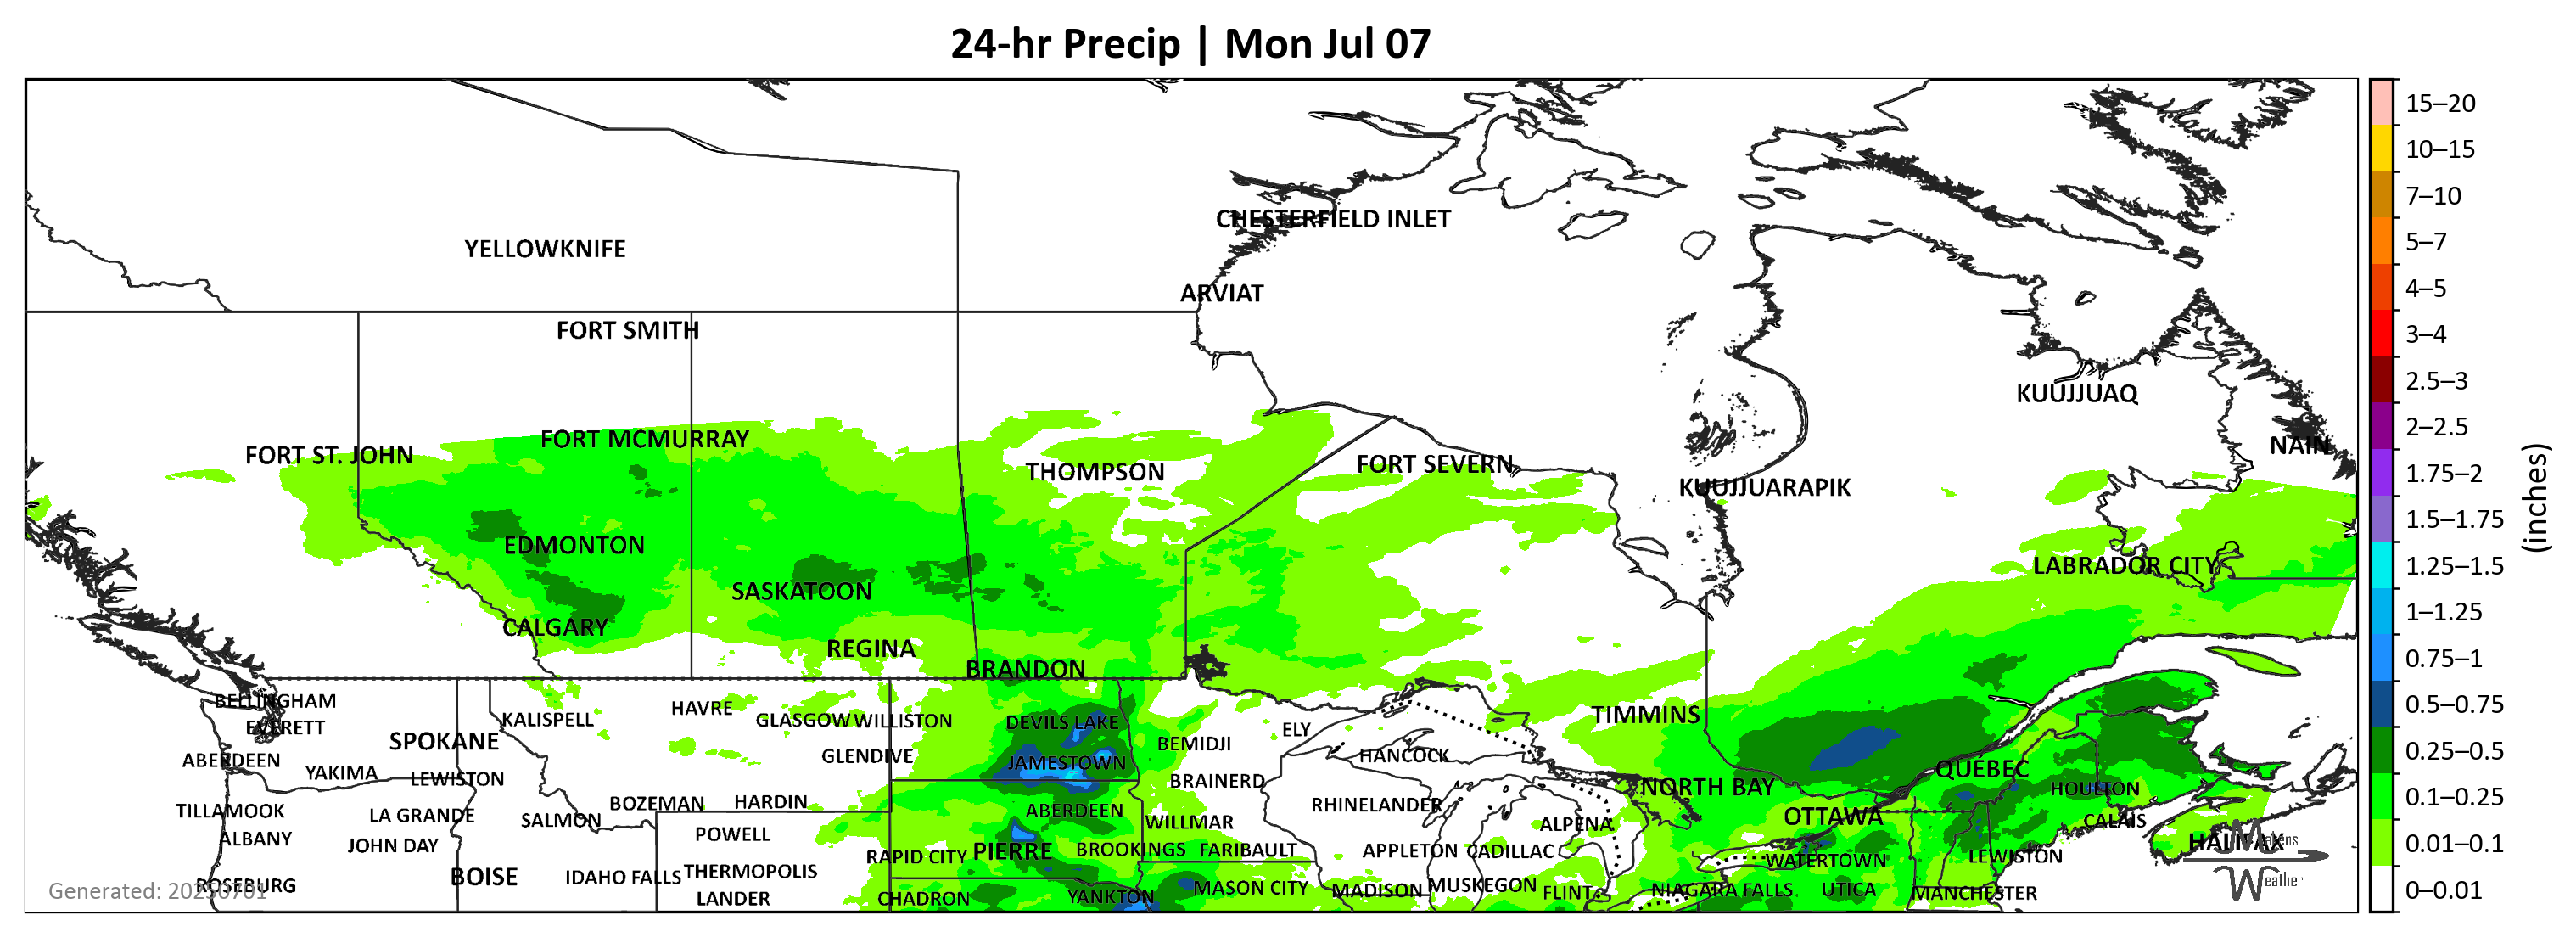 24-hr Precip | Mon Jul 07
CHESTERFIELD INLET
YELLOWKNIFE
ARVIAT
FORT SMITH
KUUJJUAQ
FORT MCMURRAY
NAIN
FORT ST. JOHN
THOMPSON
FORT SEVERN
KUUJJUARAPIK
EDMONTON
LABRADOR CITY
SASKATOON
CALGARY
REGINA
BRANDON
BELLINGHAM
HAVRE
KALISPELL
GLASGOW
WILLISTON
DEVILS LAKE
TIMMINS
EVERETT
ELY
SPOKANE
BEMIDJI
ABERDEEN
GLENDIVE
JAMESTOWN
HANCOCK
QUEBEC
YAKIMA
LEWISTON
BRAINERD
NORTH BAY
HOULTON
BOZEMAN
HARDIN
RHINELANDER
TILLAMOOK
LA GRANDE
SALMON
ABERDEEN
WILLMAR
ALPENA
OTTAWA
CALAIS
ALBANY
JOHN DAY
POWELL
HALIFAX
RAPID CITY
PIERRE
BROOKINGS
FARIBAULT
APPLETON
CADILLAC
WATERTOWN
LEWISTON
BOISE
IDAHO FALLS
THERMOPOLIS
ROSEBURG
MASON CITY
MADISON
MUSKEGON
FLINT
NIAGARA FALLS
UTICA
MANCHESTER
LANDER
CHADRON
YANKTON
Generated: 20250701
Weather
15–20
10–15
7–10
5–7
4–5
3–4
2.5–3
2–2.5
1.75–2
1.5–1.75
1.25–1.5
1–1.25
0.75–1
0.5–0.75
0.25–0.5
0.1–0.25
0.01–0.1
0–0.01
(inches)